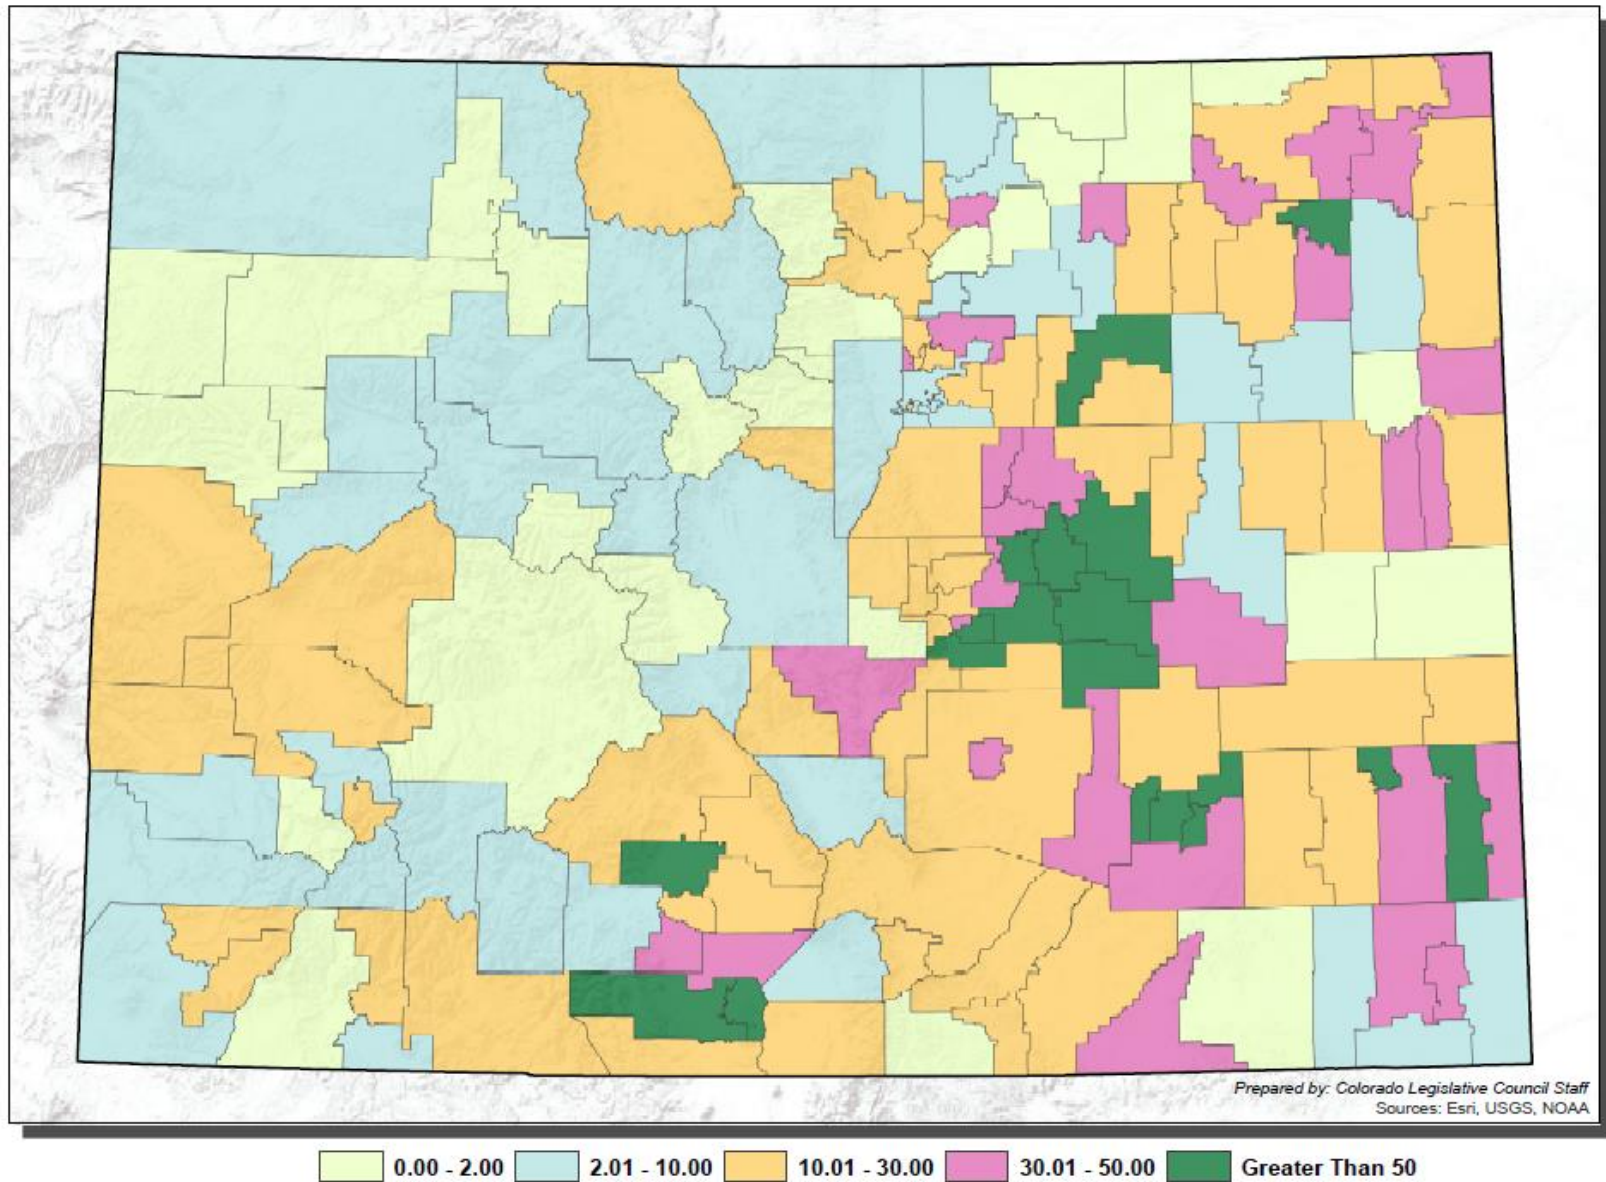 Prepared by: Colorado Legislative Council Staff
Sources: Esri, USGS, NOAA
0.00 - 2.00 2.01 - 10.00 10.01 - 30.00 30.01 - 50.00 Greater Than 50